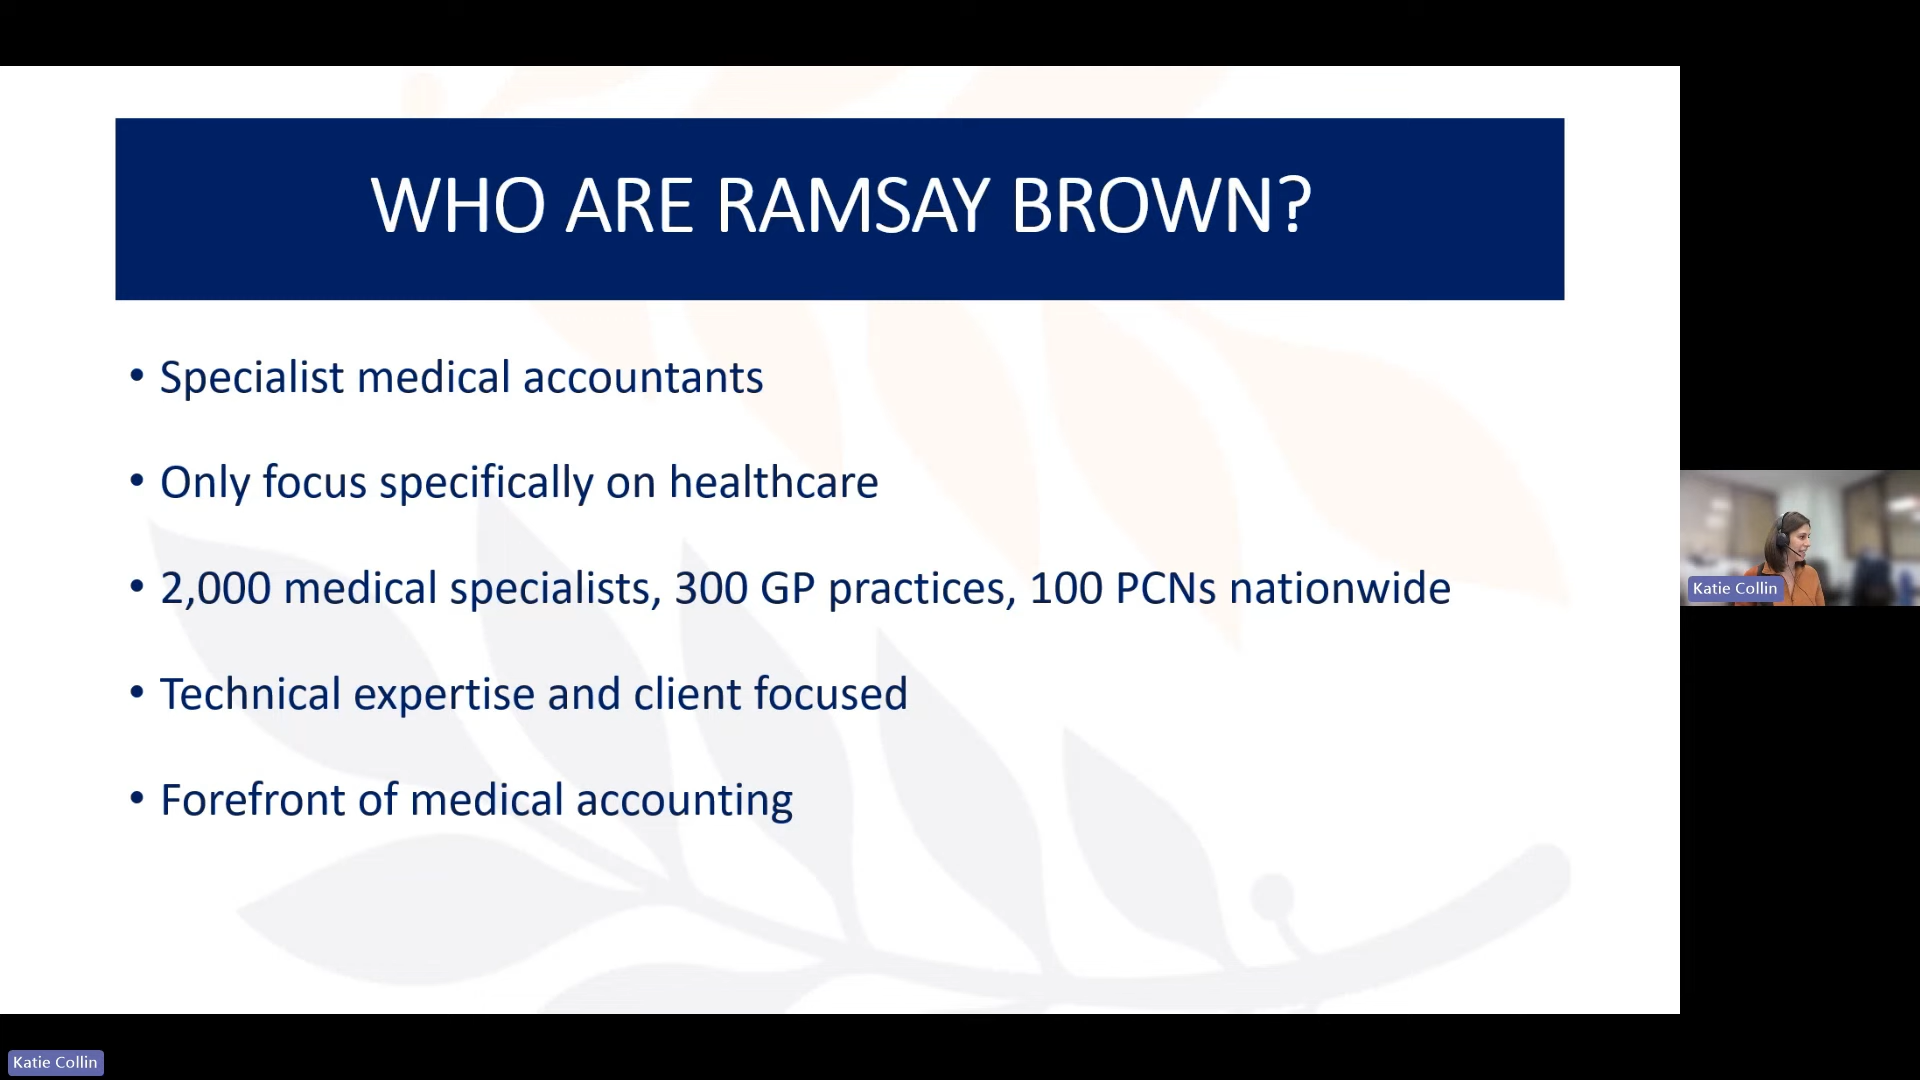 WHO ARE RAMSAY BROWN?
• Specialist medical accountants
• Only focus specifically on healthcare
• 2,000 medical specialists, 300 GP practices, 100 PCNs nationwide
• Technical expertise and client focused
• Forefront of medical accounting
Katie Collin
Katie Collin